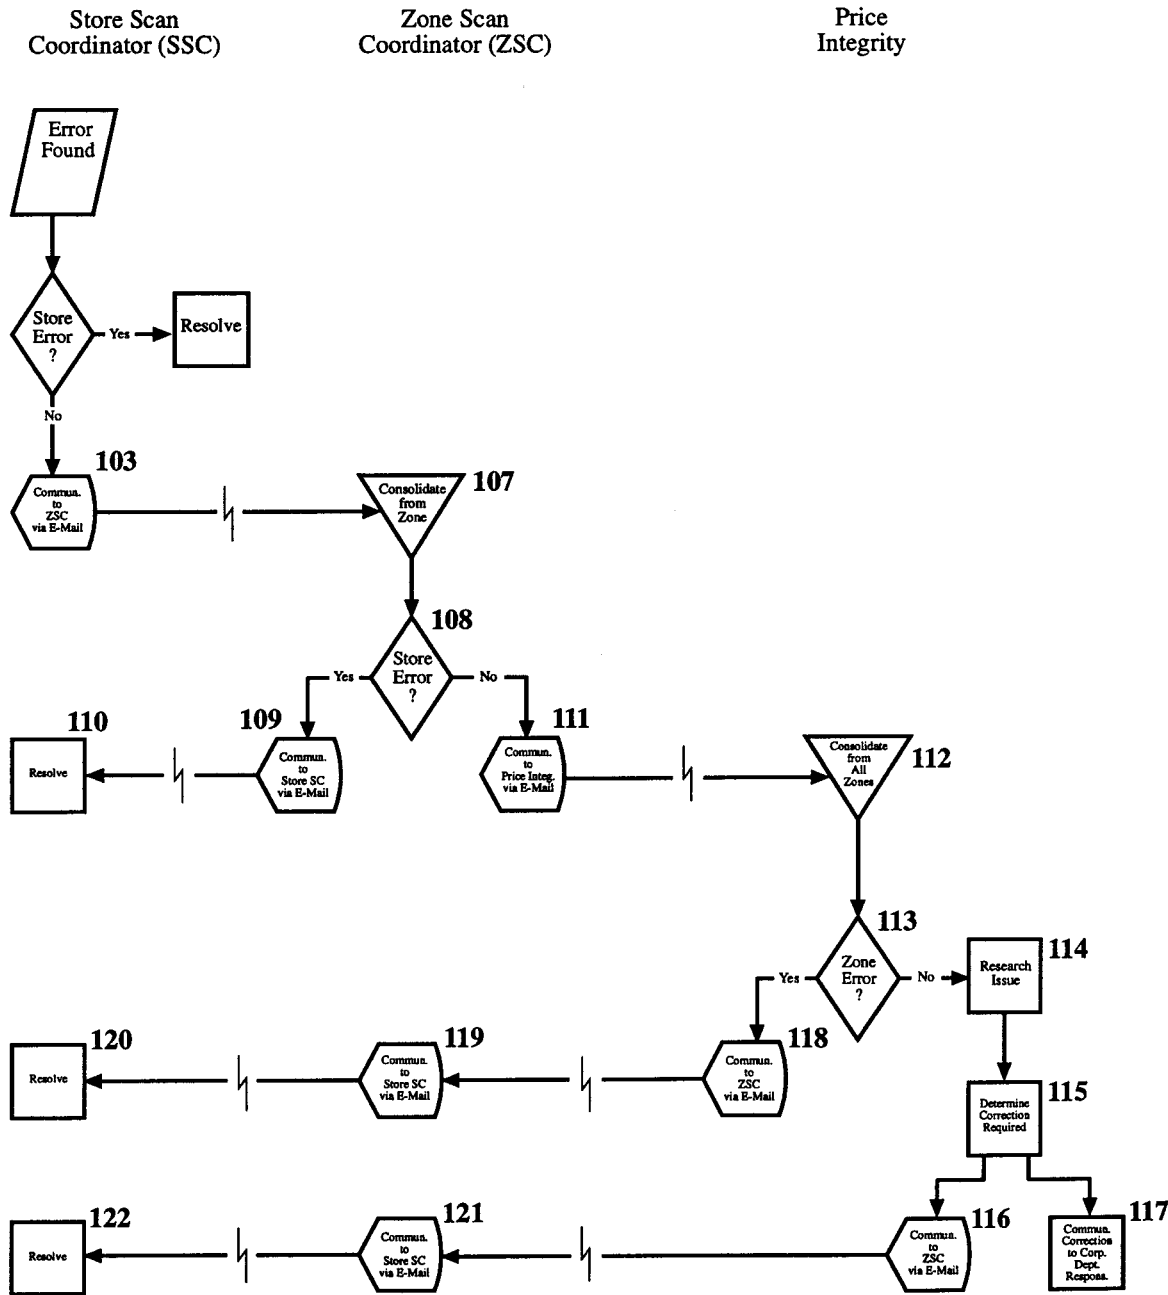 Store Scan
Coordinator (SSC)
Zone Scan
Coordinator (ZSC)
Price
Integrity
Error
Found
Store
Error
?
Yes
Resolve
No
103
Commun.
to
ZSC
via E-Mail
107
Consolidate
from
Zone
108
Store
Error
?
Yes
No
109
Commun.
to
Store SC
via E-Mail
110
Resolve
111
Commun.
to
Price Integ.
via E-Mail
112
Consolidate
from
All
Zones
113
Zone
Error
?
Yes
No
114
Research
Issue
118
Commun.
to
ZSC
via E-Mail
119
Commun.
to
Store SC
via E-Mail
120
Resolve
115
Determine
Correction
Required
116
Commun.
to
ZSC
via E-Mail
117
Commun.
Correction
to Corp.
Dept.
Respons.
121
Commun.
to
Store SC
via E-Mail
122
Resolve